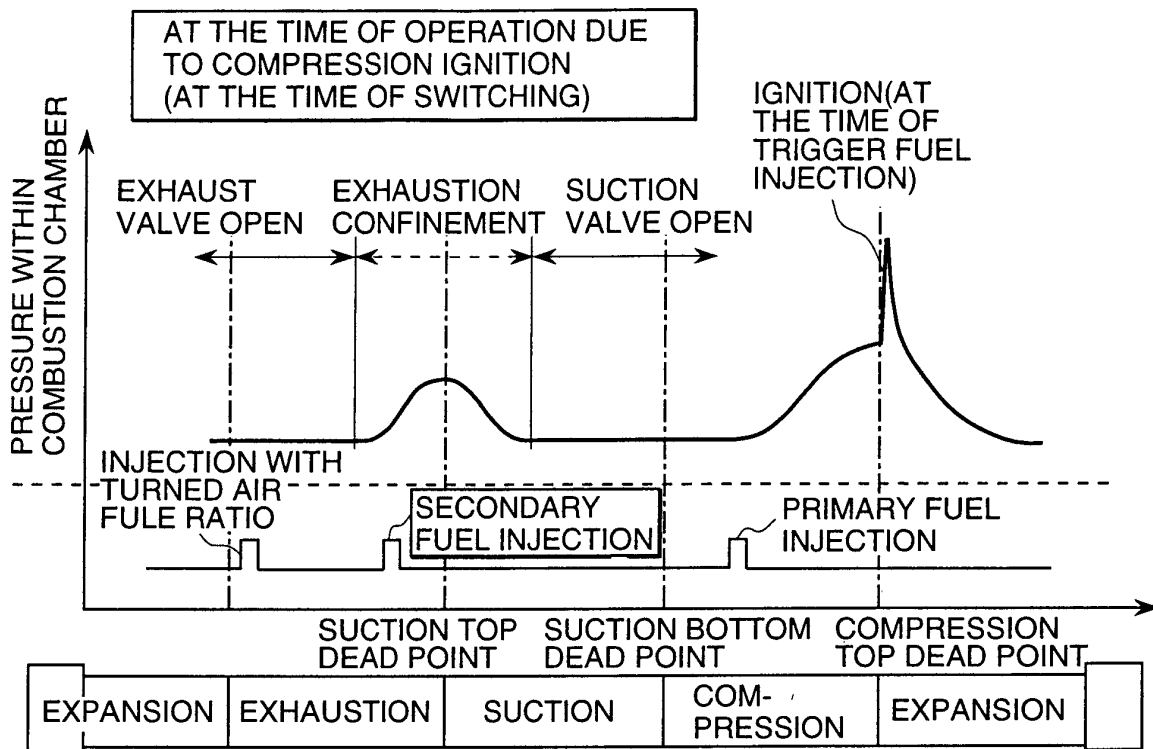 AT THE TIME OF OPERATION DUE
TO COMPRESSION IGNITION
(AT THE TIME OF SWITCHING)
IGNITION(AT
THE TIME OF
TRIGGER FUEL
INJECTION)
PRESSURE WITHIN
COMBUSTION CHAMBER
EXHAUST
VALVE OPEN
EXHAUSTION
CONFINEMENT
SUCTION
VALVE OPEN
INJECTION WITH
TURNED AIR
FULE RATIO
SECONDARY
FUEL INJECTION
PRIMARY FUEL
INJECTION
SUCTION TOP
DEAD POINT
SUCTION BOTTOM
DEAD POINT
COMPRESSION
TOP DEAD POINT
EXPANSION
EXHAUSTION
SUCTION
COM-
PRESSION
EXPANSION